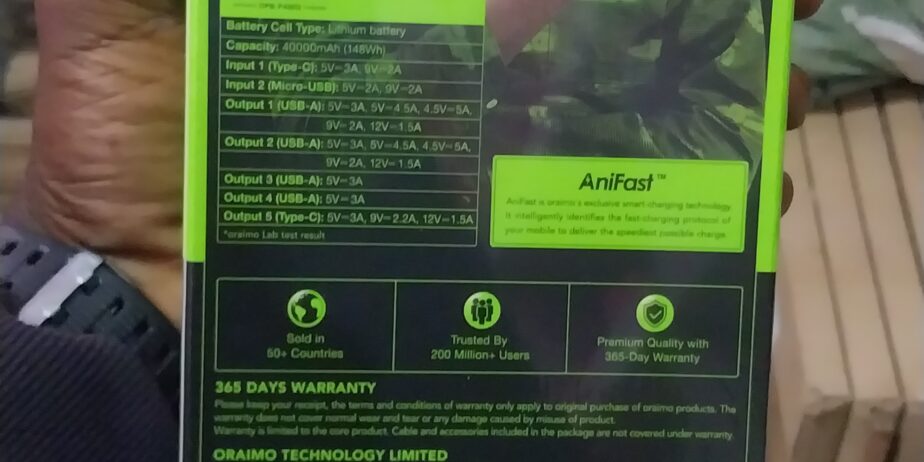 Battery Cell Type: Lithium battery
Capacity: 40000mAh (148Wh)
Input 1 (Type-C): 5V⎓3A, 9V⎓2A
Input 2 (Micro-USB): 5V⎓2A, 9V⎓2A
Output 1 (USB-A): 5V⎓3A, 5V⎓4.5A, 4.5V⎓5A,
9V⎓2A, 12V⎓1.5A
Output 2 (USB-A): 5V⎓3A, 5V⎓4.5A, 4.5V⎓5A,
9V⎓2A, 12V⎓1.5A
Output 3 (USB-A): 5V⎓3A
Output 4 (USB-A): 5V⎓3A
Output 5 (Type-C): 5V⎓3A, 9V⎓2.2A, 12V⎓1.5A
*oraimo Lab test result
AniFast™
AniFast is oraimo's exclusive smart-charging technology.
It intelligently identifies the fast-charging protocol of
your mobile to deliver the speediest possible charge.
Sold in
50+ Countries
Trusted By
200 Million+ Users
Premium Quality with
365-Day Warranty
365 DAYS WARRANTY
Please keep your receipt, the terms and conditions of warranty only apply to original purchase of oraimo products. The
warranty does not cover normal wear and tear or any damage caused by misuse of product.
Warranty is limited to the core product. Cable and accessories included in the package are not covered under warranty.
ORAIMO TECHNOLOGY LIMITED